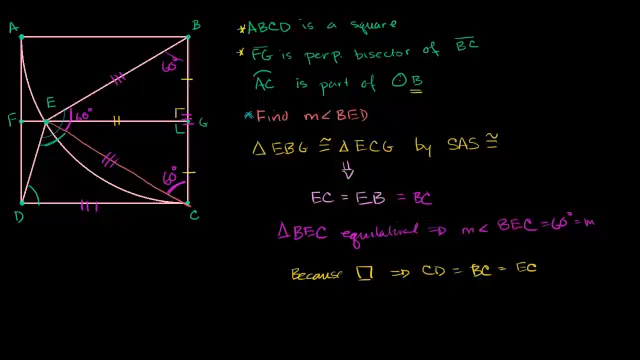 * ABCD is a square
* FG is perp. bisector of BC
AC is part of ⊙B
* Find m∠BED
ΔEBG ≅ ΔECG by SAS ≅
⇓
EC = EB = BC
ΔBEC equilateral ⇒ m∠BEC = 60° = m
Because □ ⇒ CD = BC = EC
A
B
60°
E
F
60°
G
60°
D
C